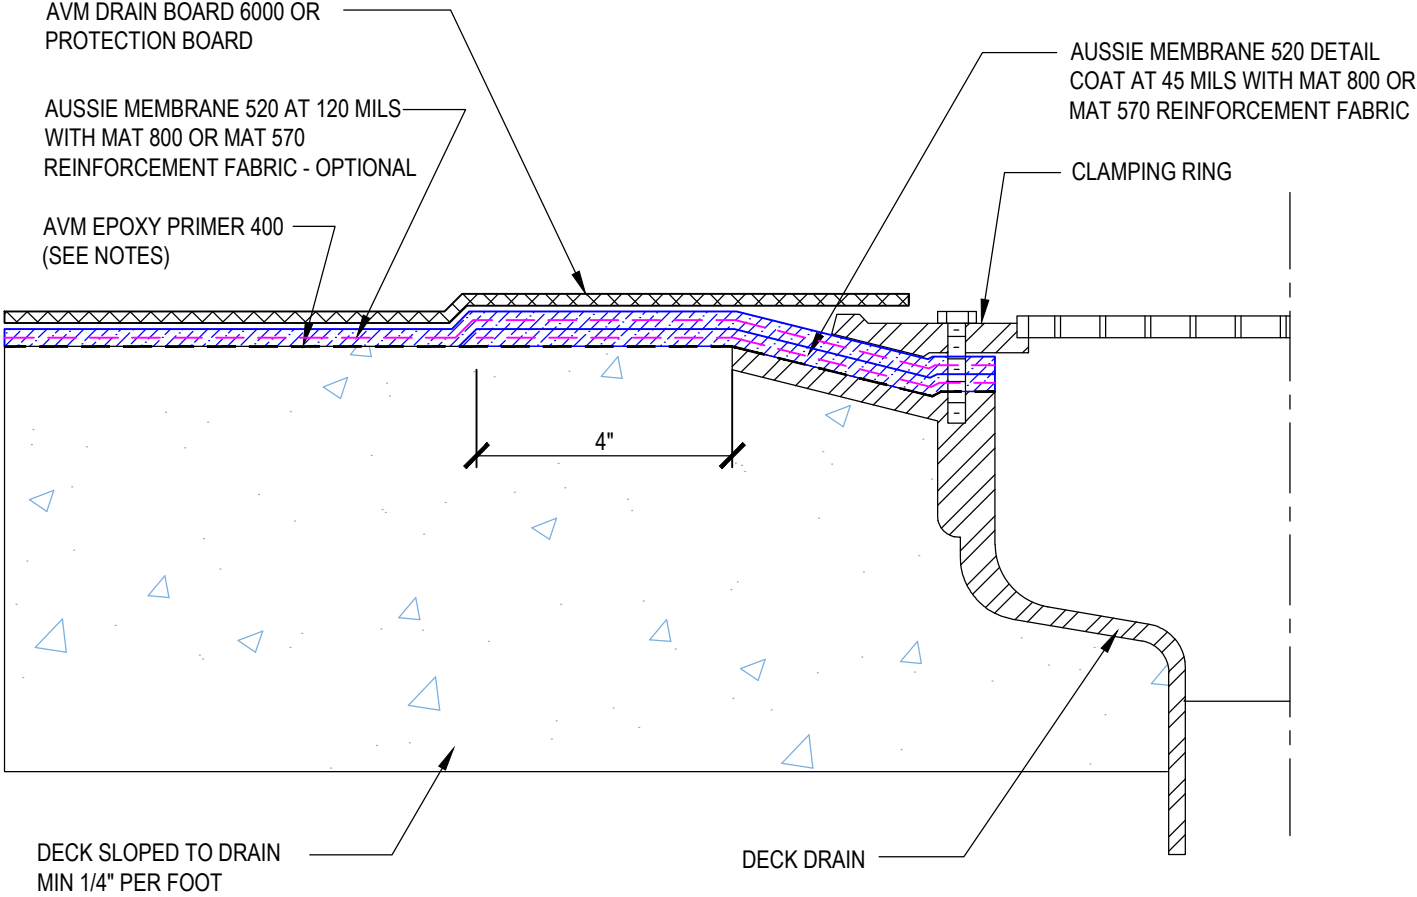 AVM DRAIN BOARD 6000 OR
PROTECTION BOARD
AUSSIE MEMBRANE 520 AT 120 MILS
WITH MAT 800 OR MAT 570
REINFORCEMENT FABRIC - OPTIONAL
AVM EPOXY PRIMER 400
(SEE NOTES)
AUSSIE MEMBRANE 520 DETAIL
COAT AT 45 MILS WITH MAT 800 OR
MAT 570 REINFORCEMENT FABRIC
CLAMPING RING
4"
DECK SLOPED TO DRAIN
MIN 1/4" PER FOOT
DECK DRAIN